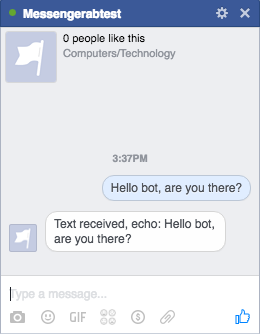 Messengerabtest
0 people like this
Computers/Technology
3:37PM
Hello bot, are you there?
Text received, echo: Hello bot,
are you there?
Type a message...
GIF